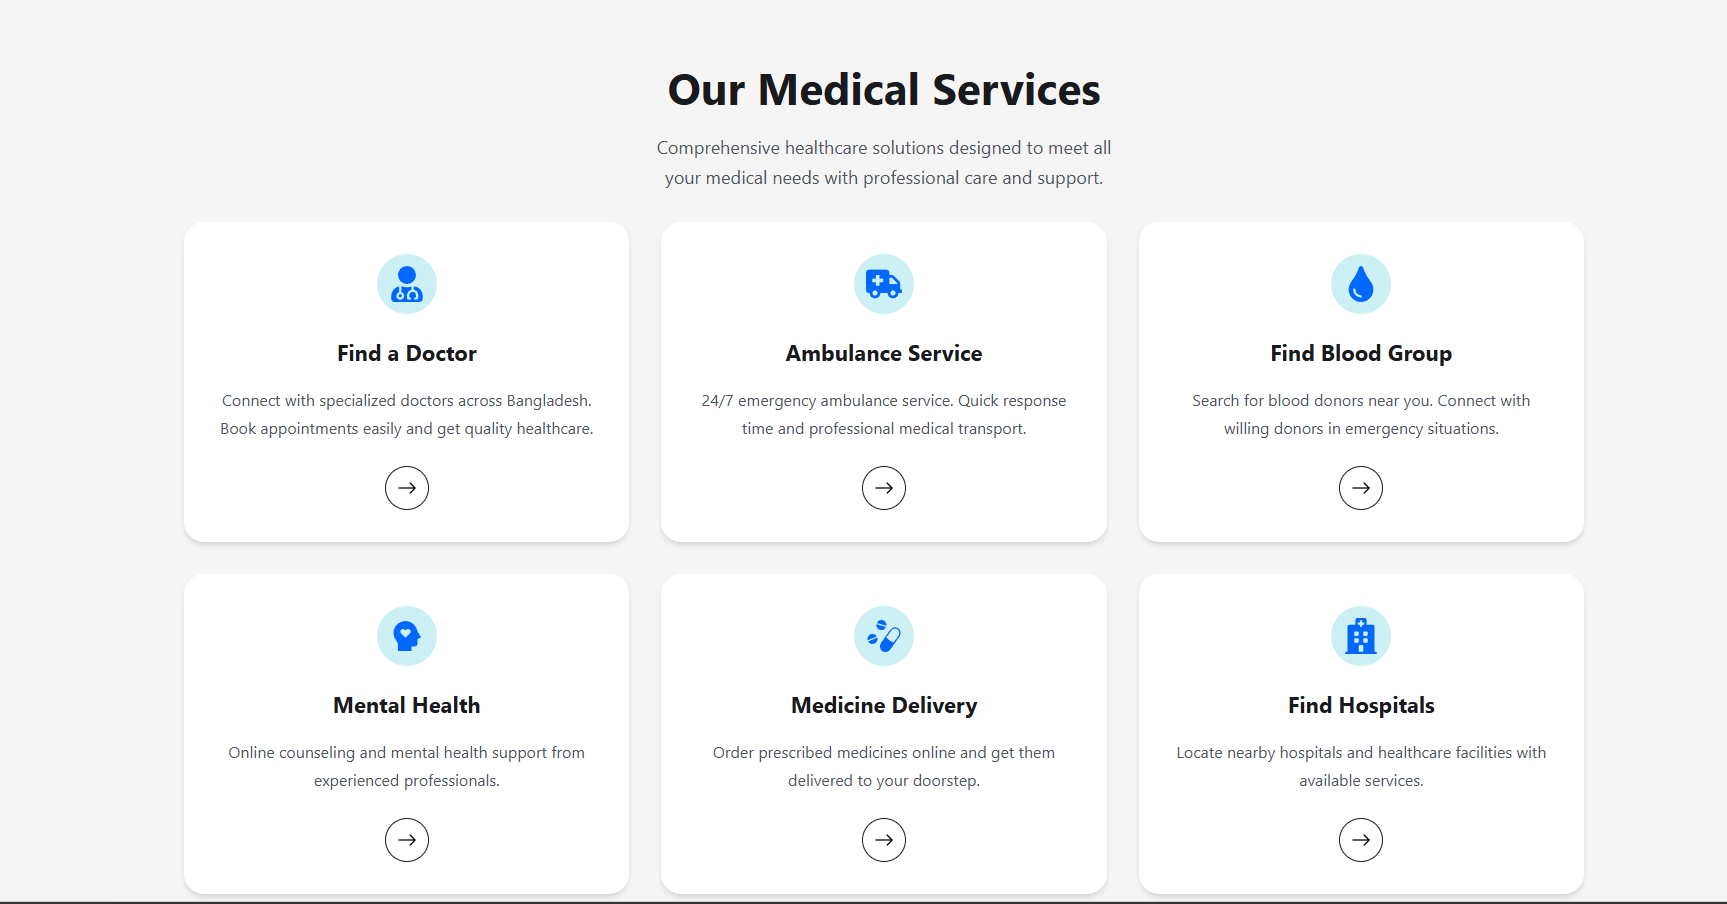 Our Medical Services
Comprehensive healthcare solutions designed to meet all
your medical needs with professional care and support.
Find a Doctor
Connect with specialized doctors across Bangladesh.
Book appointments easily and get quality healthcare.
Ambulance Service
24/7 emergency ambulance service. Quick response
time and professional medical transport.
Find Blood Group
Search for blood donors near you. Connect with
willing donors in emergency situations.
Mental Health
Online counseling and mental health support from
experienced professionals.
Medicine Delivery
Order prescribed medicines online and get them
delivered to your doorstep.
Find Hospitals
Locate nearby hospitals and healthcare facilities with
available services.